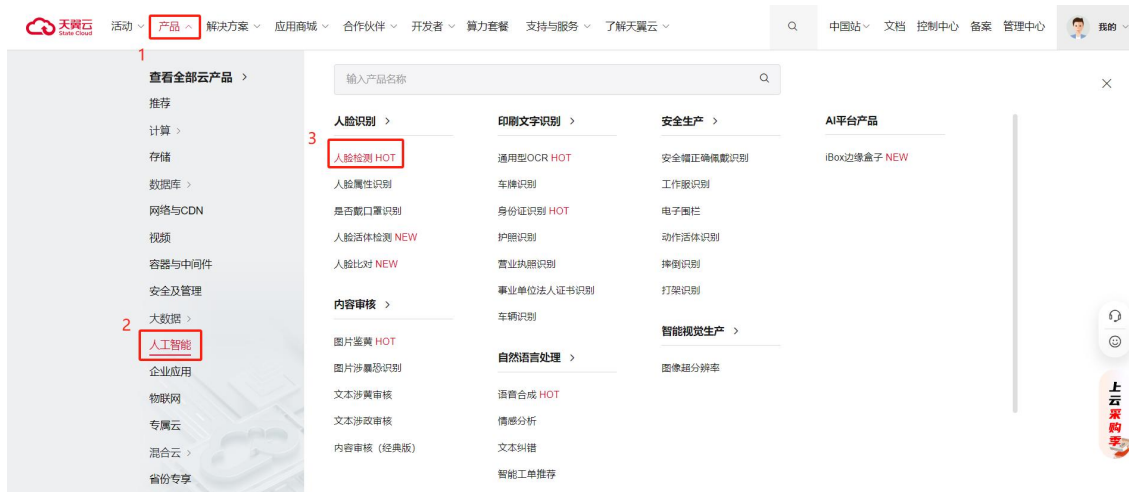 天翼云 State Cloud 活动 产品 解决方案 应用商城 合作伙伴 开发者 算力套餐 支持与服务 了解天翼云 中国站 文档 控制中心 备案 管理中心 我的
1
查看全部云产品
推荐
计算
存储
数据库
网络与CDN
视频
容器与中间件
安全及管理
大数据
2
人工智能
企业应用
物联网
专属云
混合云
省份专享
输入产品名称
人脸识别
3
人脸检测 HOT
人脸属性识别
是否戴口罩识别
人脸活体检测 NEW
人脸比对 NEW
内容审核
图片鉴黄 HOT
图片涉暴恐识别
文本涉黄审核
文本涉政审核
内容审核（经典版）
印刷文字识别
通用型OCR HOT
车牌识别
身份证识别 HOT
护照识别
营业执照识别
事业单位法人证书识别
车辆识别
自然语言处理
语音合成 HOT
情感分析
文本纠错
智能工单推荐
安全生产
安全帽正确佩戴识别
工作服识别
电子围栏
动作活体识别
摔倒识别
打架识别
智能视觉生产
图像超分辨率
AI平台产品
iBox边缘盒子 NEW
上云采购季